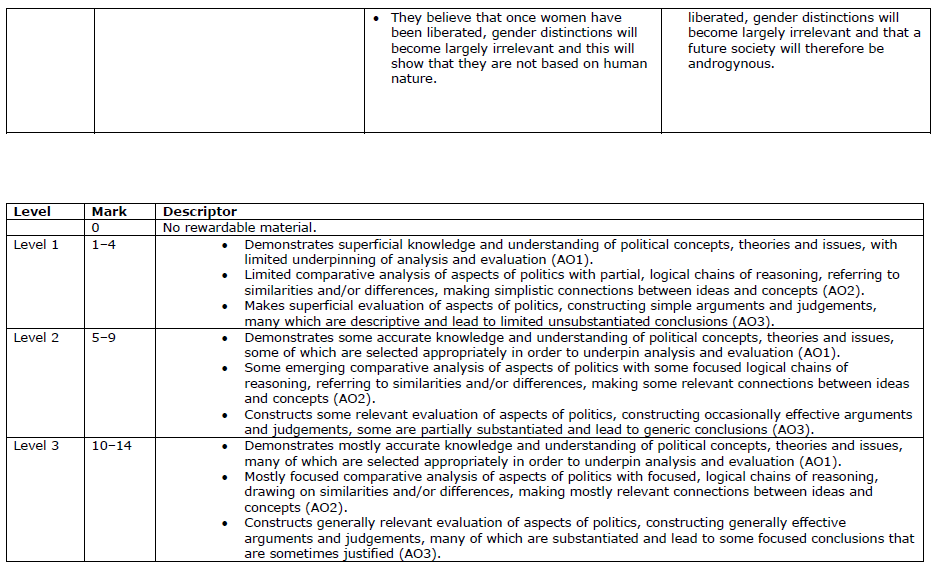 • They believe that once women have
been liberated, gender distinctions will
become largely irrelevant and this will
show that they are not based on human
nature.
liberated, gender distinctions will
become largely irrelevant and that a
future society will therefore be
androgynous.
Level Mark Descriptor
0 No rewardable material.
Level 1 1–4 • Demonstrates superficial knowledge and understanding of political concepts, theories and issues, with
limited underpinning of analysis and evaluation (AO1).
• Limited comparative analysis of aspects of politics with partial, logical chains of reasoning, referring to
similarities and/or differences, making simplistic connections between ideas and concepts (AO2).
• Makes superficial evaluation of aspects of politics, constructing simple arguments and judgements,
many which are descriptive and lead to limited unsubstantiated conclusions (AO3).
Level 2 5–9 • Demonstrates some accurate knowledge and understanding of political concepts, theories and issues,
some of which are selected appropriately in order to underpin analysis and evaluation (AO1).
• Some emerging comparative analysis of aspects of politics with some focused logical chains of
reasoning, referring to similarities and/or differences, making some relevant connections between ideas
and concepts (AO2).
• Constructs some relevant evaluation of aspects of politics, constructing occasionally effective arguments
and judgements, some are partially substantiated and lead to generic conclusions (AO3).
Level 3 10–14 • Demonstrates mostly accurate knowledge and understanding of political concepts, theories and issues,
many of which are selected appropriately in order to underpin analysis and evaluation (AO1).
• Mostly focused comparative analysis of aspects of politics with focused, logical chains of reasoning,
drawing on similarities and/or differences, making mostly relevant connections between ideas and
concepts (AO2).
• Constructs generally relevant evaluation of aspects of politics, constructing generally effective
arguments and judgements, many of which are substantiated and lead to some focused conclusions that
are sometimes justified (AO3).